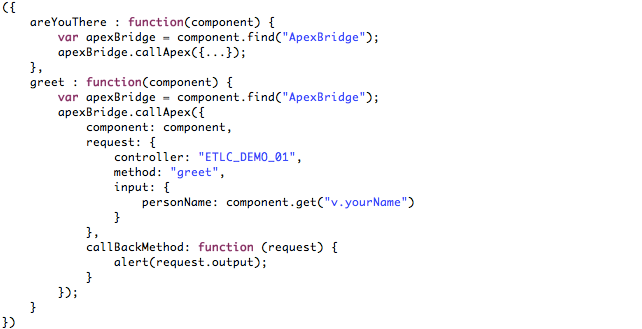 ({
    areYouThere : function(component) {
        var apexBridge = component.find("ApexBridge");
        apexBridge.callApex({...});
    },
    greet : function(component) {
        var apexBridge = component.find("ApexBridge");
        apexBridge.callApex({
            component: component,
            request: {
                controller: "ETLC_DEMO_01",
                method: "greet",
                input: {
                    personName: component.get("v.yourName")
                }
            },
            callBackMethod: function (request) {
                alert(request.output);
            }
        });
    }
})